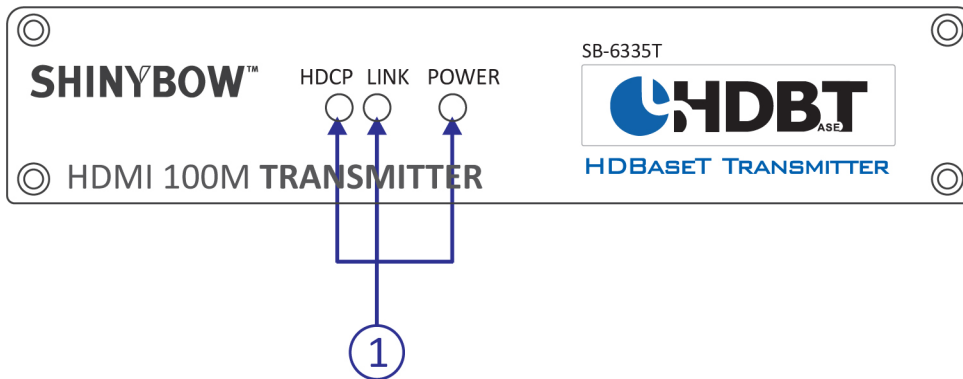 SB-6335T
SHINYBOW™
HDCP LINK POWER
HDBT
ASE
HDBASET TRANSMITTER
HDMI 100M TRANSMITTER
1